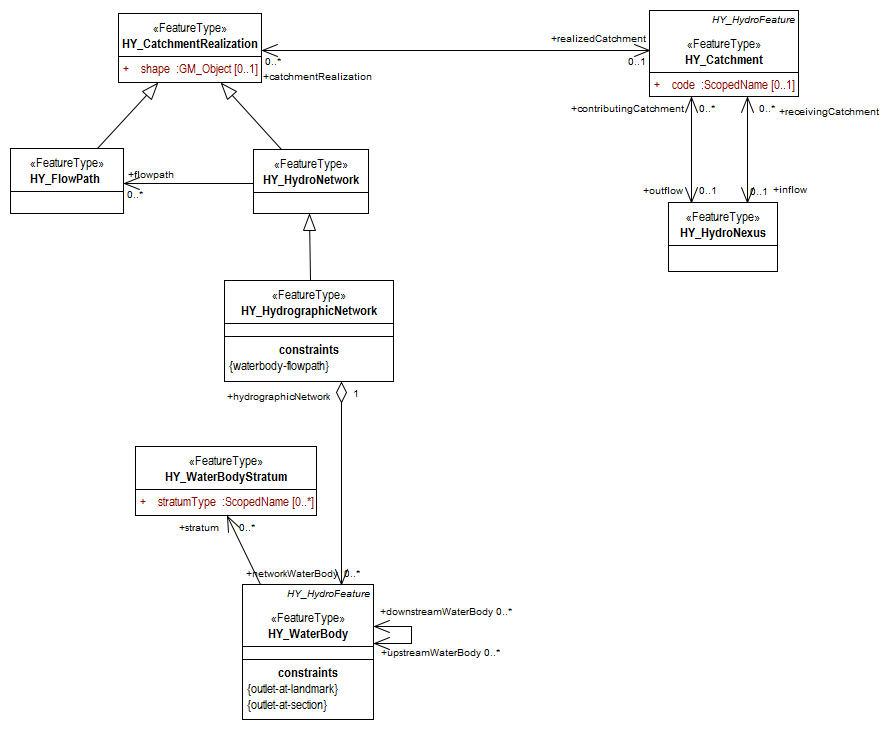 «FeatureType»
HY_CatchmentRealization
+ shape :GM_Object [0..1]
0..*
+catchmentRealization
+realizedCatchment
0..1
HY_HydroFeature
«FeatureType»
HY_Catchment
+ code :ScopedName [0..1]
+contributingCatchment
0..*
0..*
+receivingCatchment
+outflow
0..1
0..1
+inflow
«FeatureType»
HY_HydroNexus
«FeatureType»
HY_FlowPath
+flowpath
0..*
«FeatureType»
HY_HydroNetwork
«FeatureType»
HY_HydrographicNetwork
constraints
{waterbody-flowpath}
+hydrographicNetwork
1
«FeatureType»
HY_WaterBodyStratum
+ stratumType :ScopedName [0..*]
+stratum
0..*
+networkWaterBody
0..*
HY_HydroFeature
«FeatureType»
HY_WaterBody
constraints
{outlet-at-landmark}
{outlet-at-section}
+downstreamWaterBody 0..*
+upstreamWaterBody 0..*